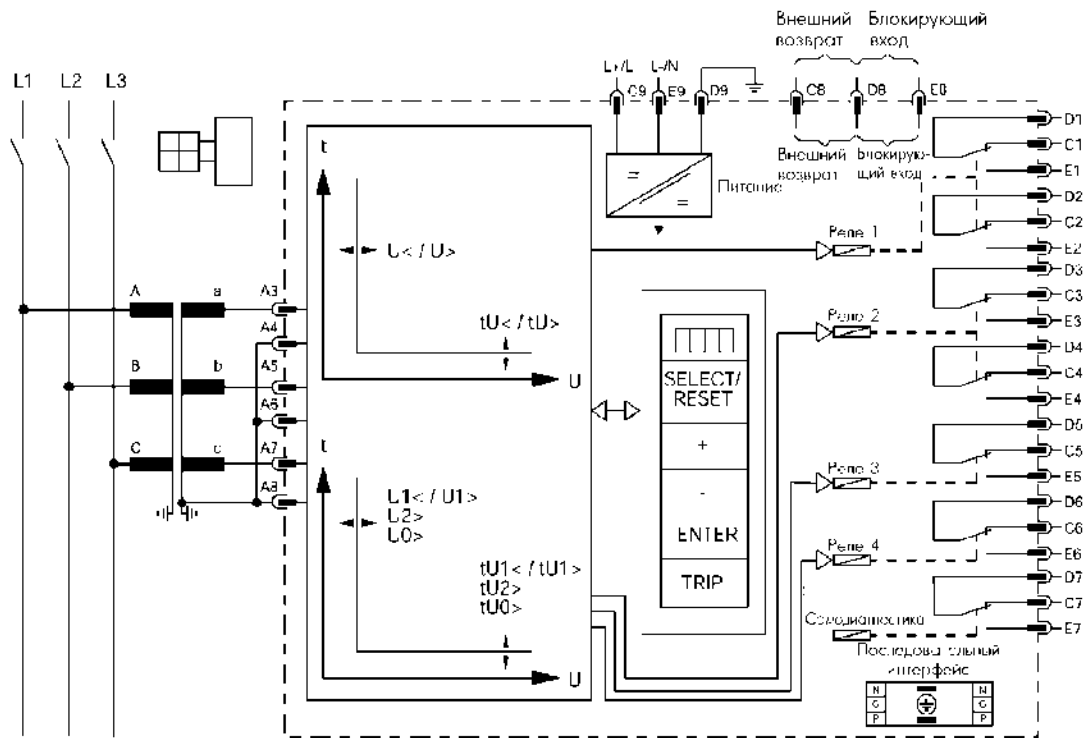 Внешний Блокирующий
возврат вход
L1 L2 L3
L+/L L-/N
C9 E9 D9 C8 D8 E8
Внешний Блокирую-
возврат щий вход
Питание
=
=
t
U< / U>
tU< / tU>
U
Реле 1
Реле 2
Реле 3
Реле 4
Самодиагностика
Последовательный
интерфейс
N G P
N G P
A a A3
A4
B b A5
A6
C c A7
A8
t
U1< / U1>
U2>
U0>
tU1< / tU1>
tU2>
tU0>
U
SELECT/
RESET
+
-
ENTER
TRIP
D1
C1
E1
D2
C2
E2
D3
C3
E3
D4
C4
E4
D5
C5
E5
D6
C6
E6
D7
C7
E7